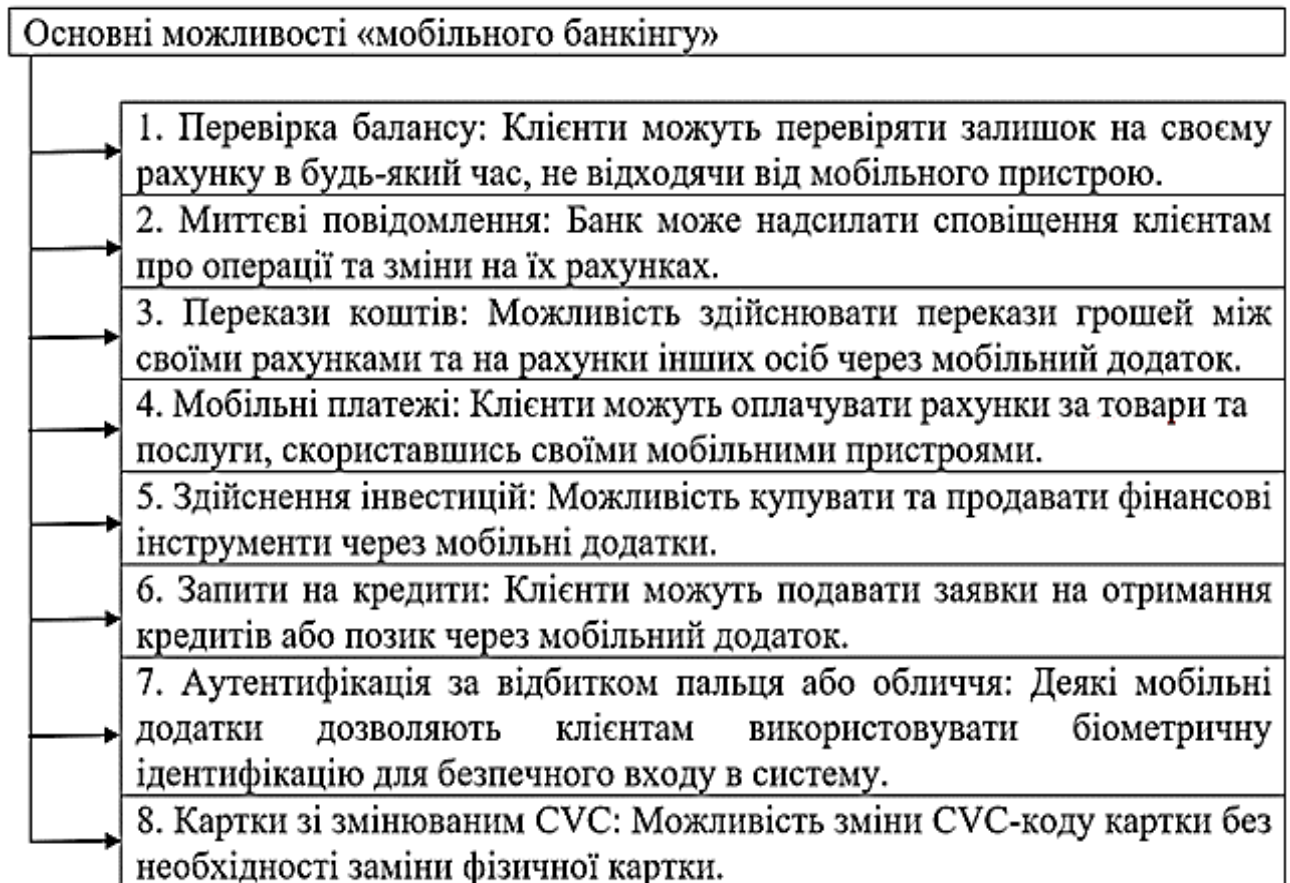 Основні можливості «мобільного банкінгу»
1. Перевірка балансу: Клієнти можуть перевіряти залишок на своєму
рахунку в будь-який час, не відходячи від мобільного пристрою.
2. Миттєві повідомлення: Банк може надсилати сповіщення клієнтам
про операції та зміни на їх рахунках.
3. Перекази коштів: Можливість здійснювати перекази грошей між
своїми рахунками та на рахунки інших осіб через мобільний додаток.
4. Мобільні платежі: Клієнти можуть оплачувати рахунки за товари та
послуги, скориставшись своїми мобільними пристроями.
5. Здійснення інвестицій: Можливість купувати та продавати фінансові
інструменти через мобільні додатки.
6. Запити на кредити: Клієнти можуть подавати заявки на отримання
кредитів або позик через мобільний додаток.
7. Аутентифікація за відбитком пальця або обличчя: Деякі мобільні
додатки дозволяють клієнтам використовувати біометричну
ідентифікацію для безпечного входу в систему.
8. Картки зі змінюваним CVC: Можливість зміни CVC-коду картки без
необхідності заміни фізичної картки.